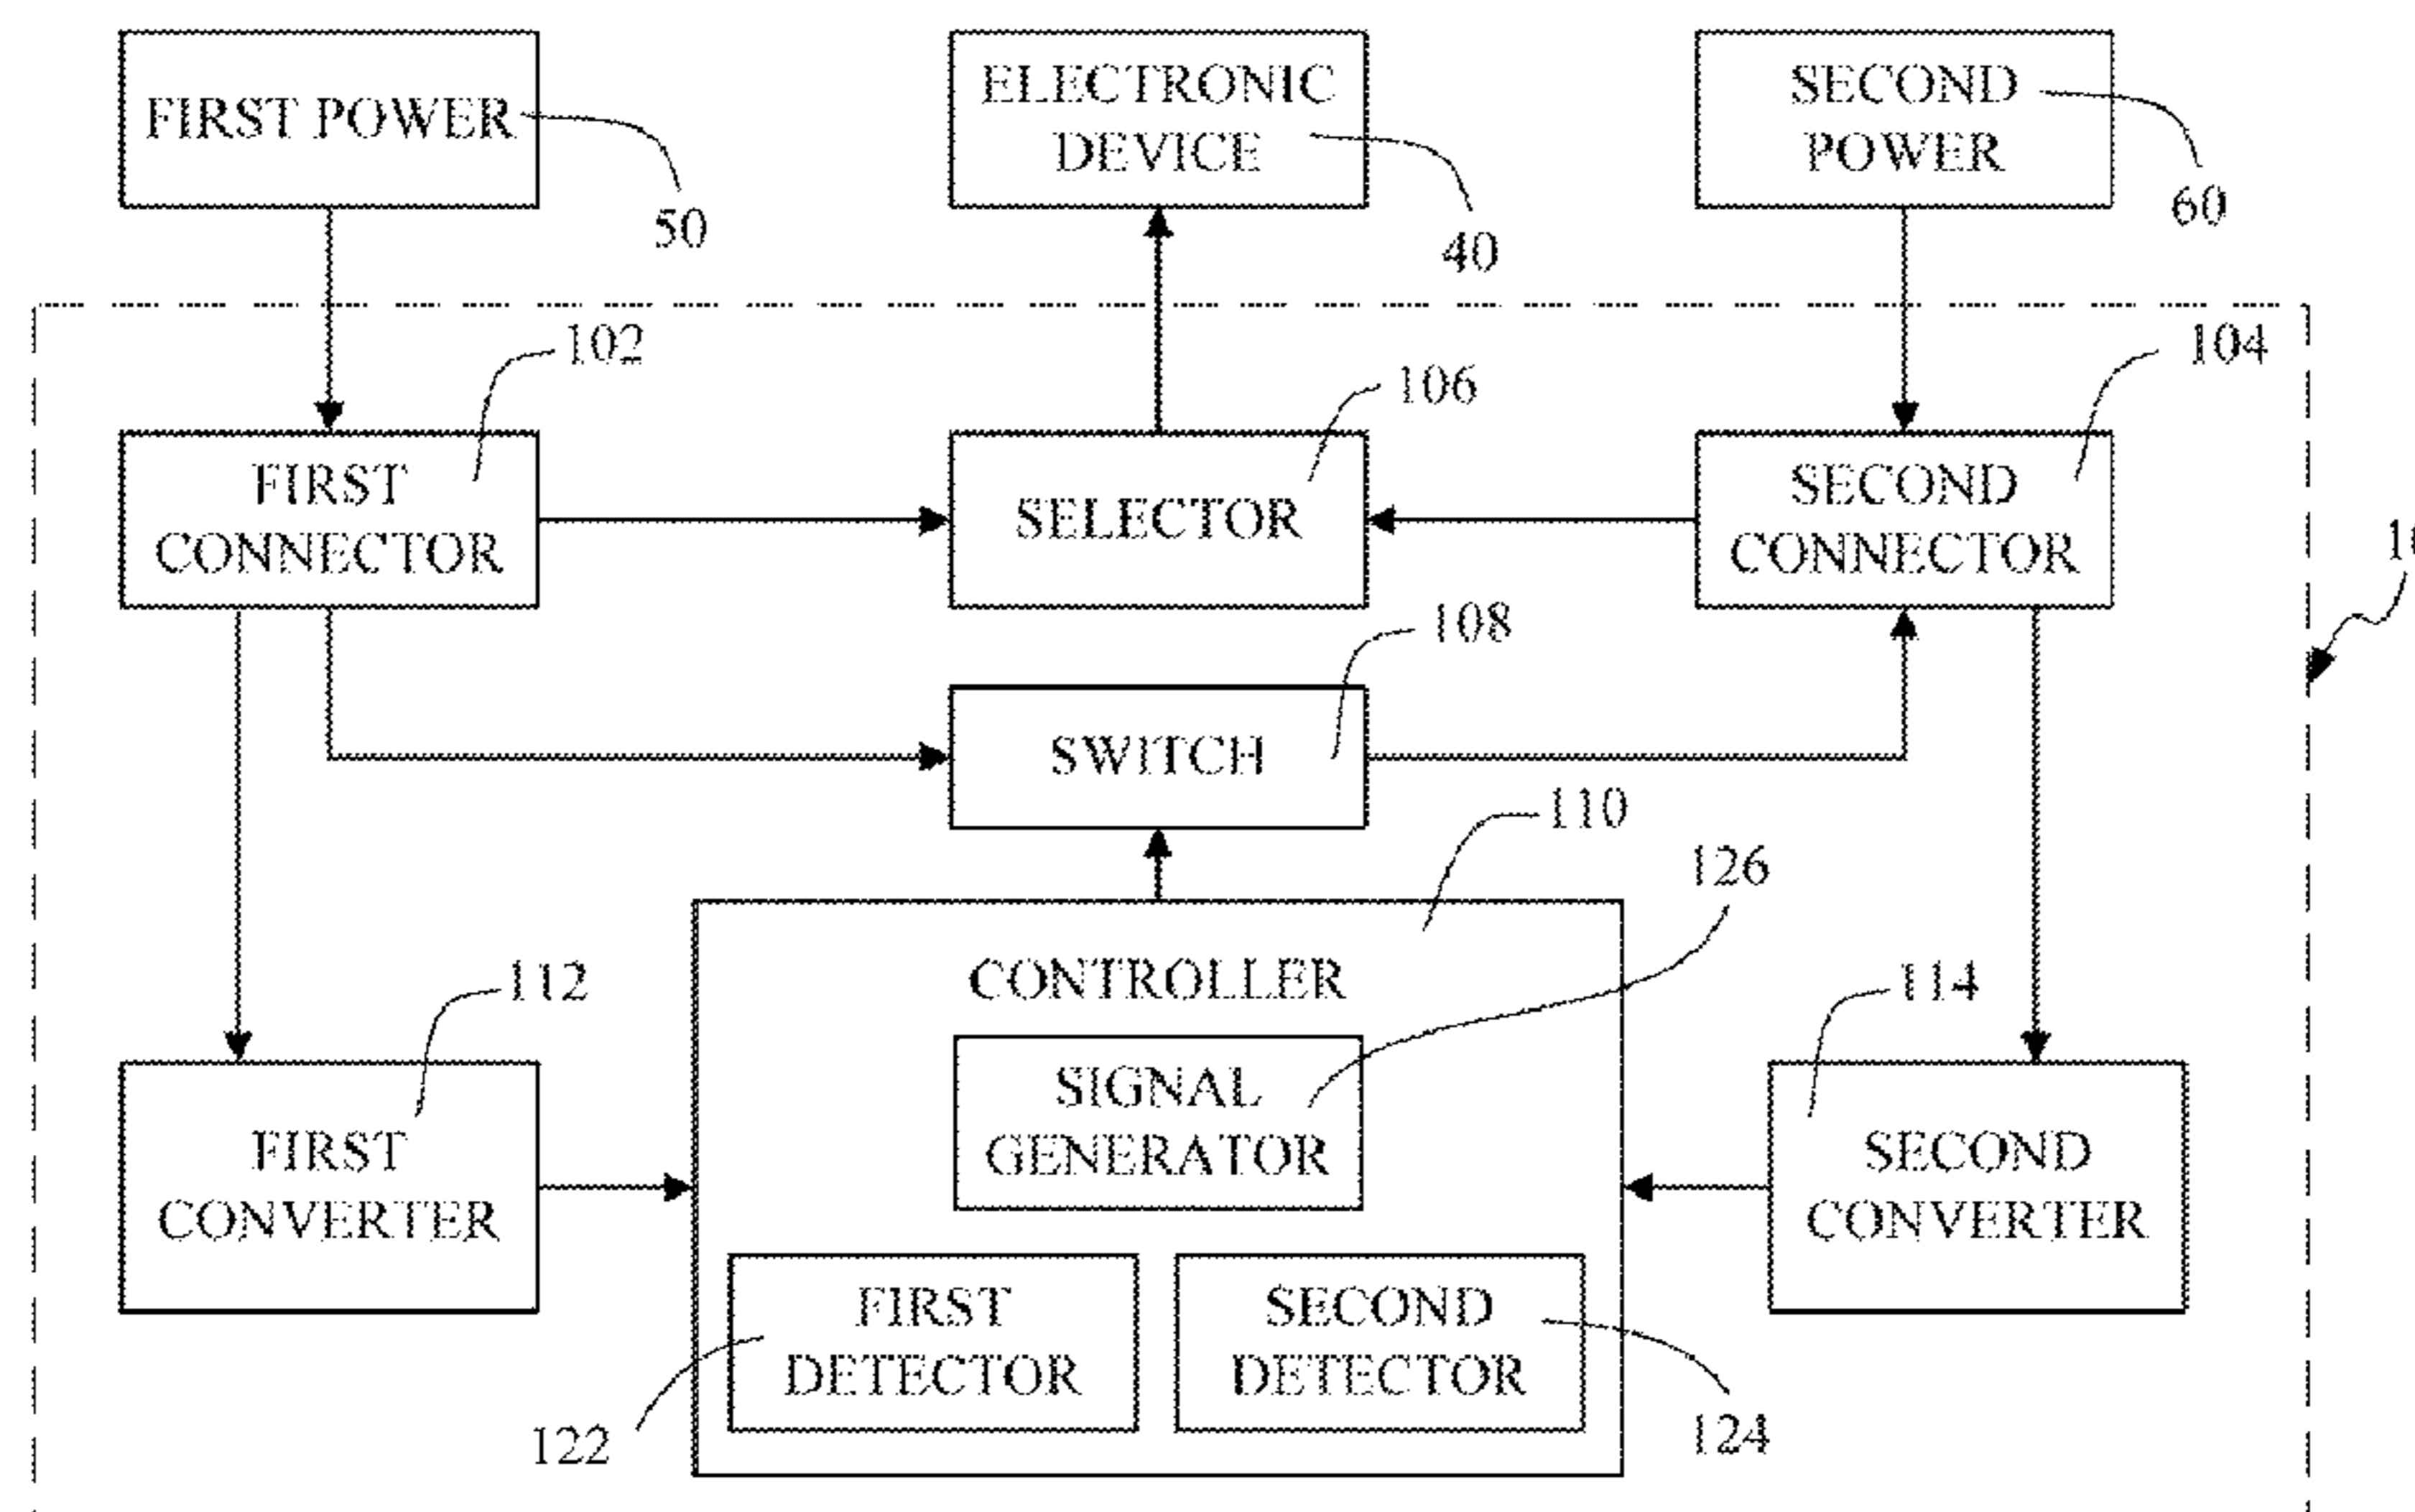 FIRST POWER
50
ELECTRONIC
DEVICE
40
SECOND
POWER
60
102
FIRST
CONNECTOR
106
SELECTOR
104
SECOND
CONNECTOR
108
SWITCH
110
126
CONTROLLER
112
FIRST
CONVERTER
SIGNAL
GENERATOR
114
SECOND
CONVERTER
FIRST
DETECTOR
122
SECOND
DETECTOR
124